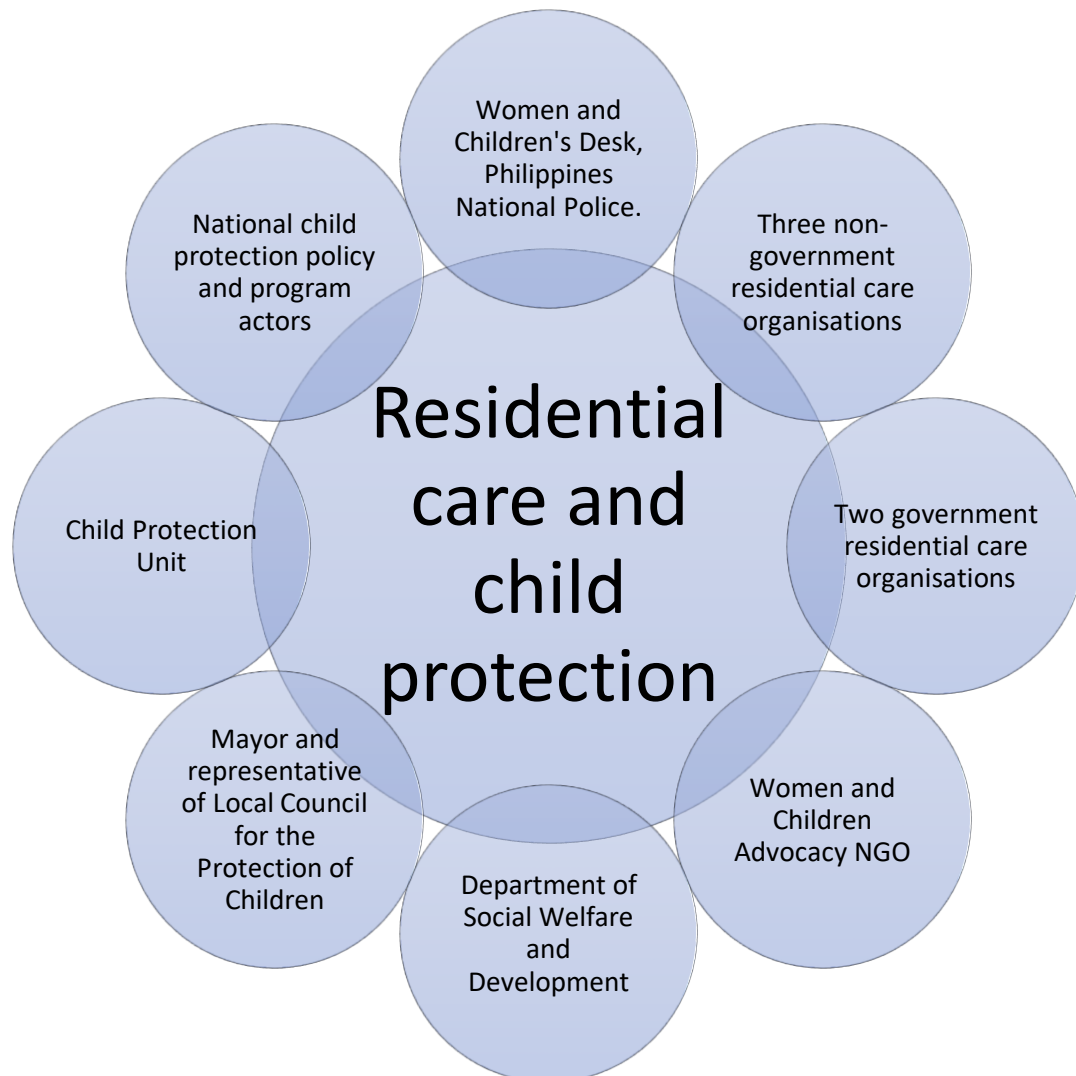 Women and
Children's Desk,
Philippines
National Police.
Three non-
government
residential care
organisations
Two government
residential care
organisations
Women and
Children
Advocacy NGO
Department of
Social Welfare
and
Development
Mayor and
representative
of Local Council
for the
Protection of
Children
Child Protection
Unit
National child
protection policy
and program
actors
Residential
care and
child
protection